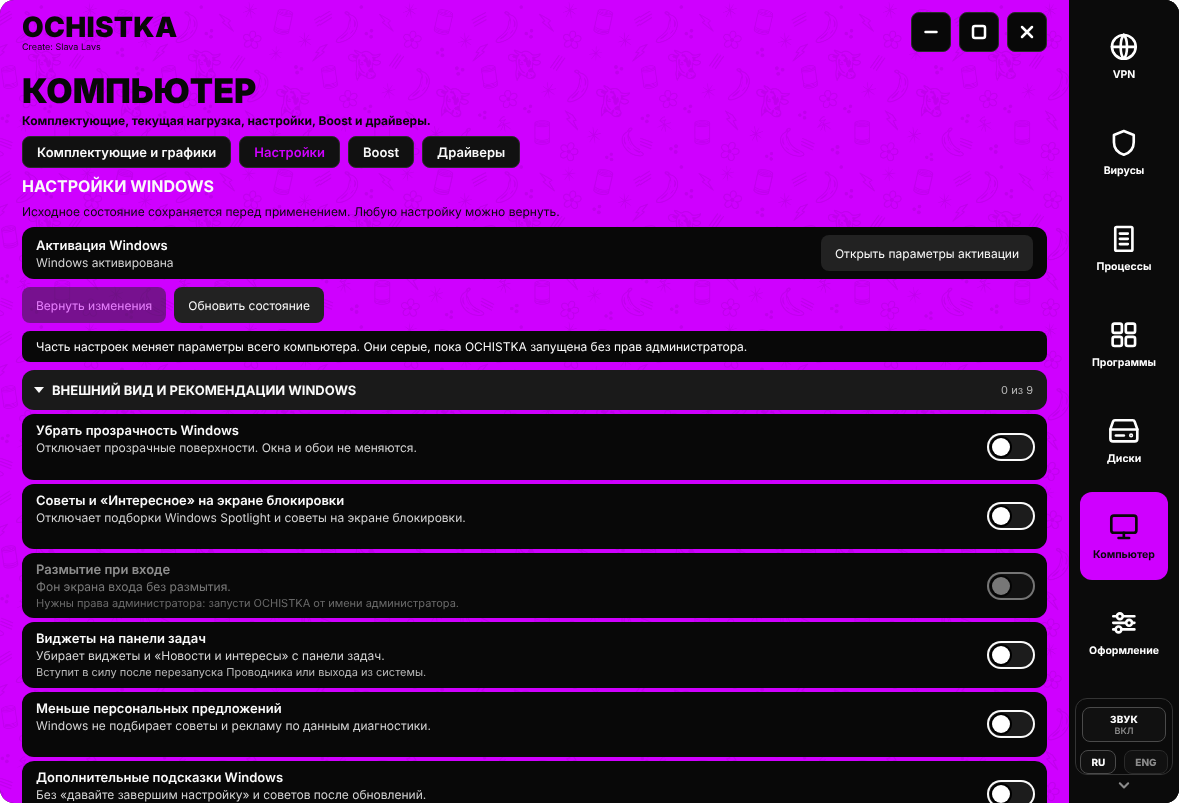 OCHISTKA
Create: Slava Lavs
КОМПЬЮТЕР
Комплектующие, текущая нагрузка, настройки, Boost и драйверы.
Комплектующие и графики
Настройки
Boost
Драйверы
НАСТРОЙКИ WINDOWS
Исходное состояние сохраняется перед применением. Любую настройку можно вернуть.
Активация Windows
Windows активирована
Открыть параметры активации
Вернуть изменения
Обновить состояние
Часть настроек меняет параметры всего компьютера. Они серые, пока OCHISTKA запущена без прав администратора.
ВНЕШНИЙ ВИД И РЕКОМЕНДАЦИИ WINDOWS
0 из 9
Убрать прозрачность Windows
Отключает прозрачные поверхности. Окна и обои не меняются.
Советы и «Интересное» на экране блокировки
Отключает подборки Windows Spotlight и советы на экране блокировки.
Размытие при входе
Фон экрана входа без размытия.
Нужны права администратора: запусти OCHISTKA от имени администратора.
Виджеты на панели задач
Убирает виджеты и «Новости и интересы» с панели задач.
Вступит в силу после перезапуска Проводника или выхода из системы.
Меньше персональных предложений
Windows не подбирает советы и рекламу по данным диагностики.
Дополнительные подсказки Windows
Без «давайте завершим настройку» и советов после обновлений.
VPN
Вирусы
Процессы
Программы
Диски
Компьютер
Оформление
ЗВУК
ВКЛ
RU
ENG